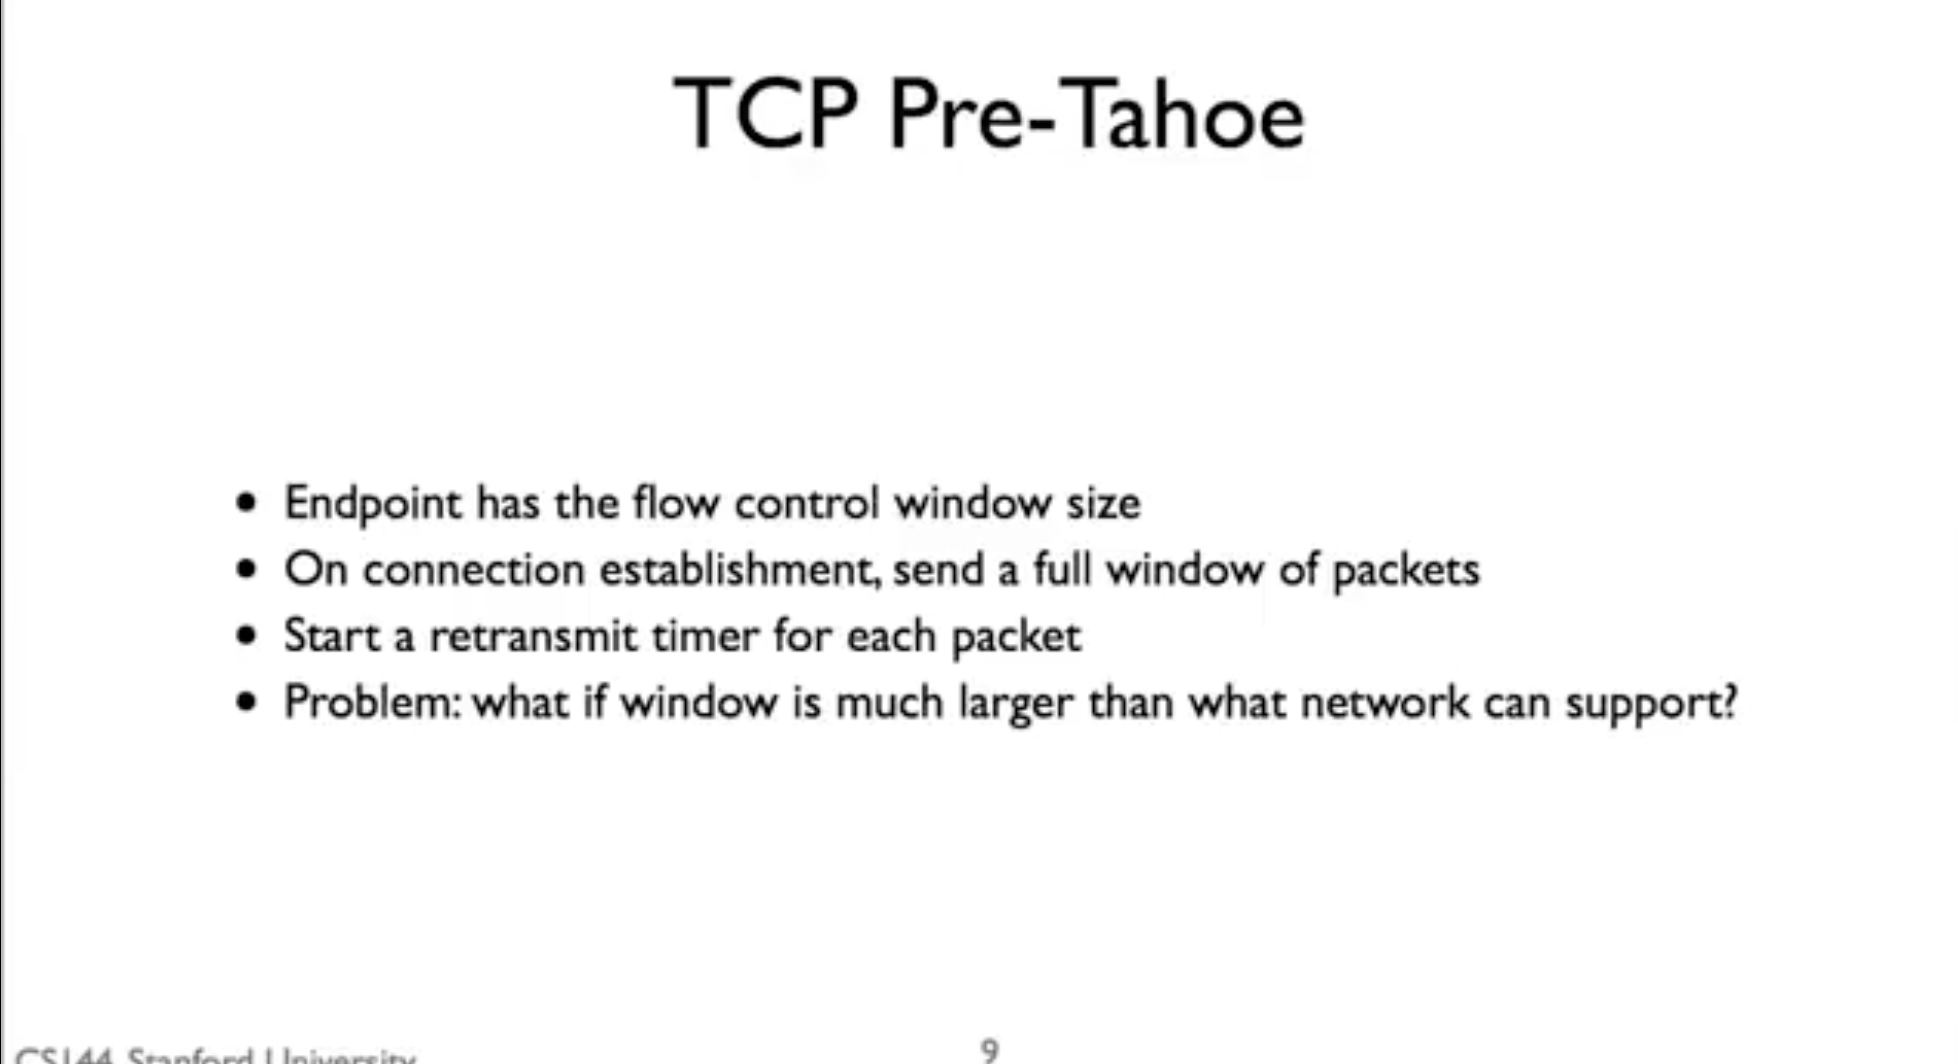 TCP Pre-Tahoe
• Endpoint has the flow control window size
• On connection establishment, send a full window of packets
• Start a retransmit timer for each packet
• Problem: what if window is much larger than what network can support?
CS144, Stanford University
9